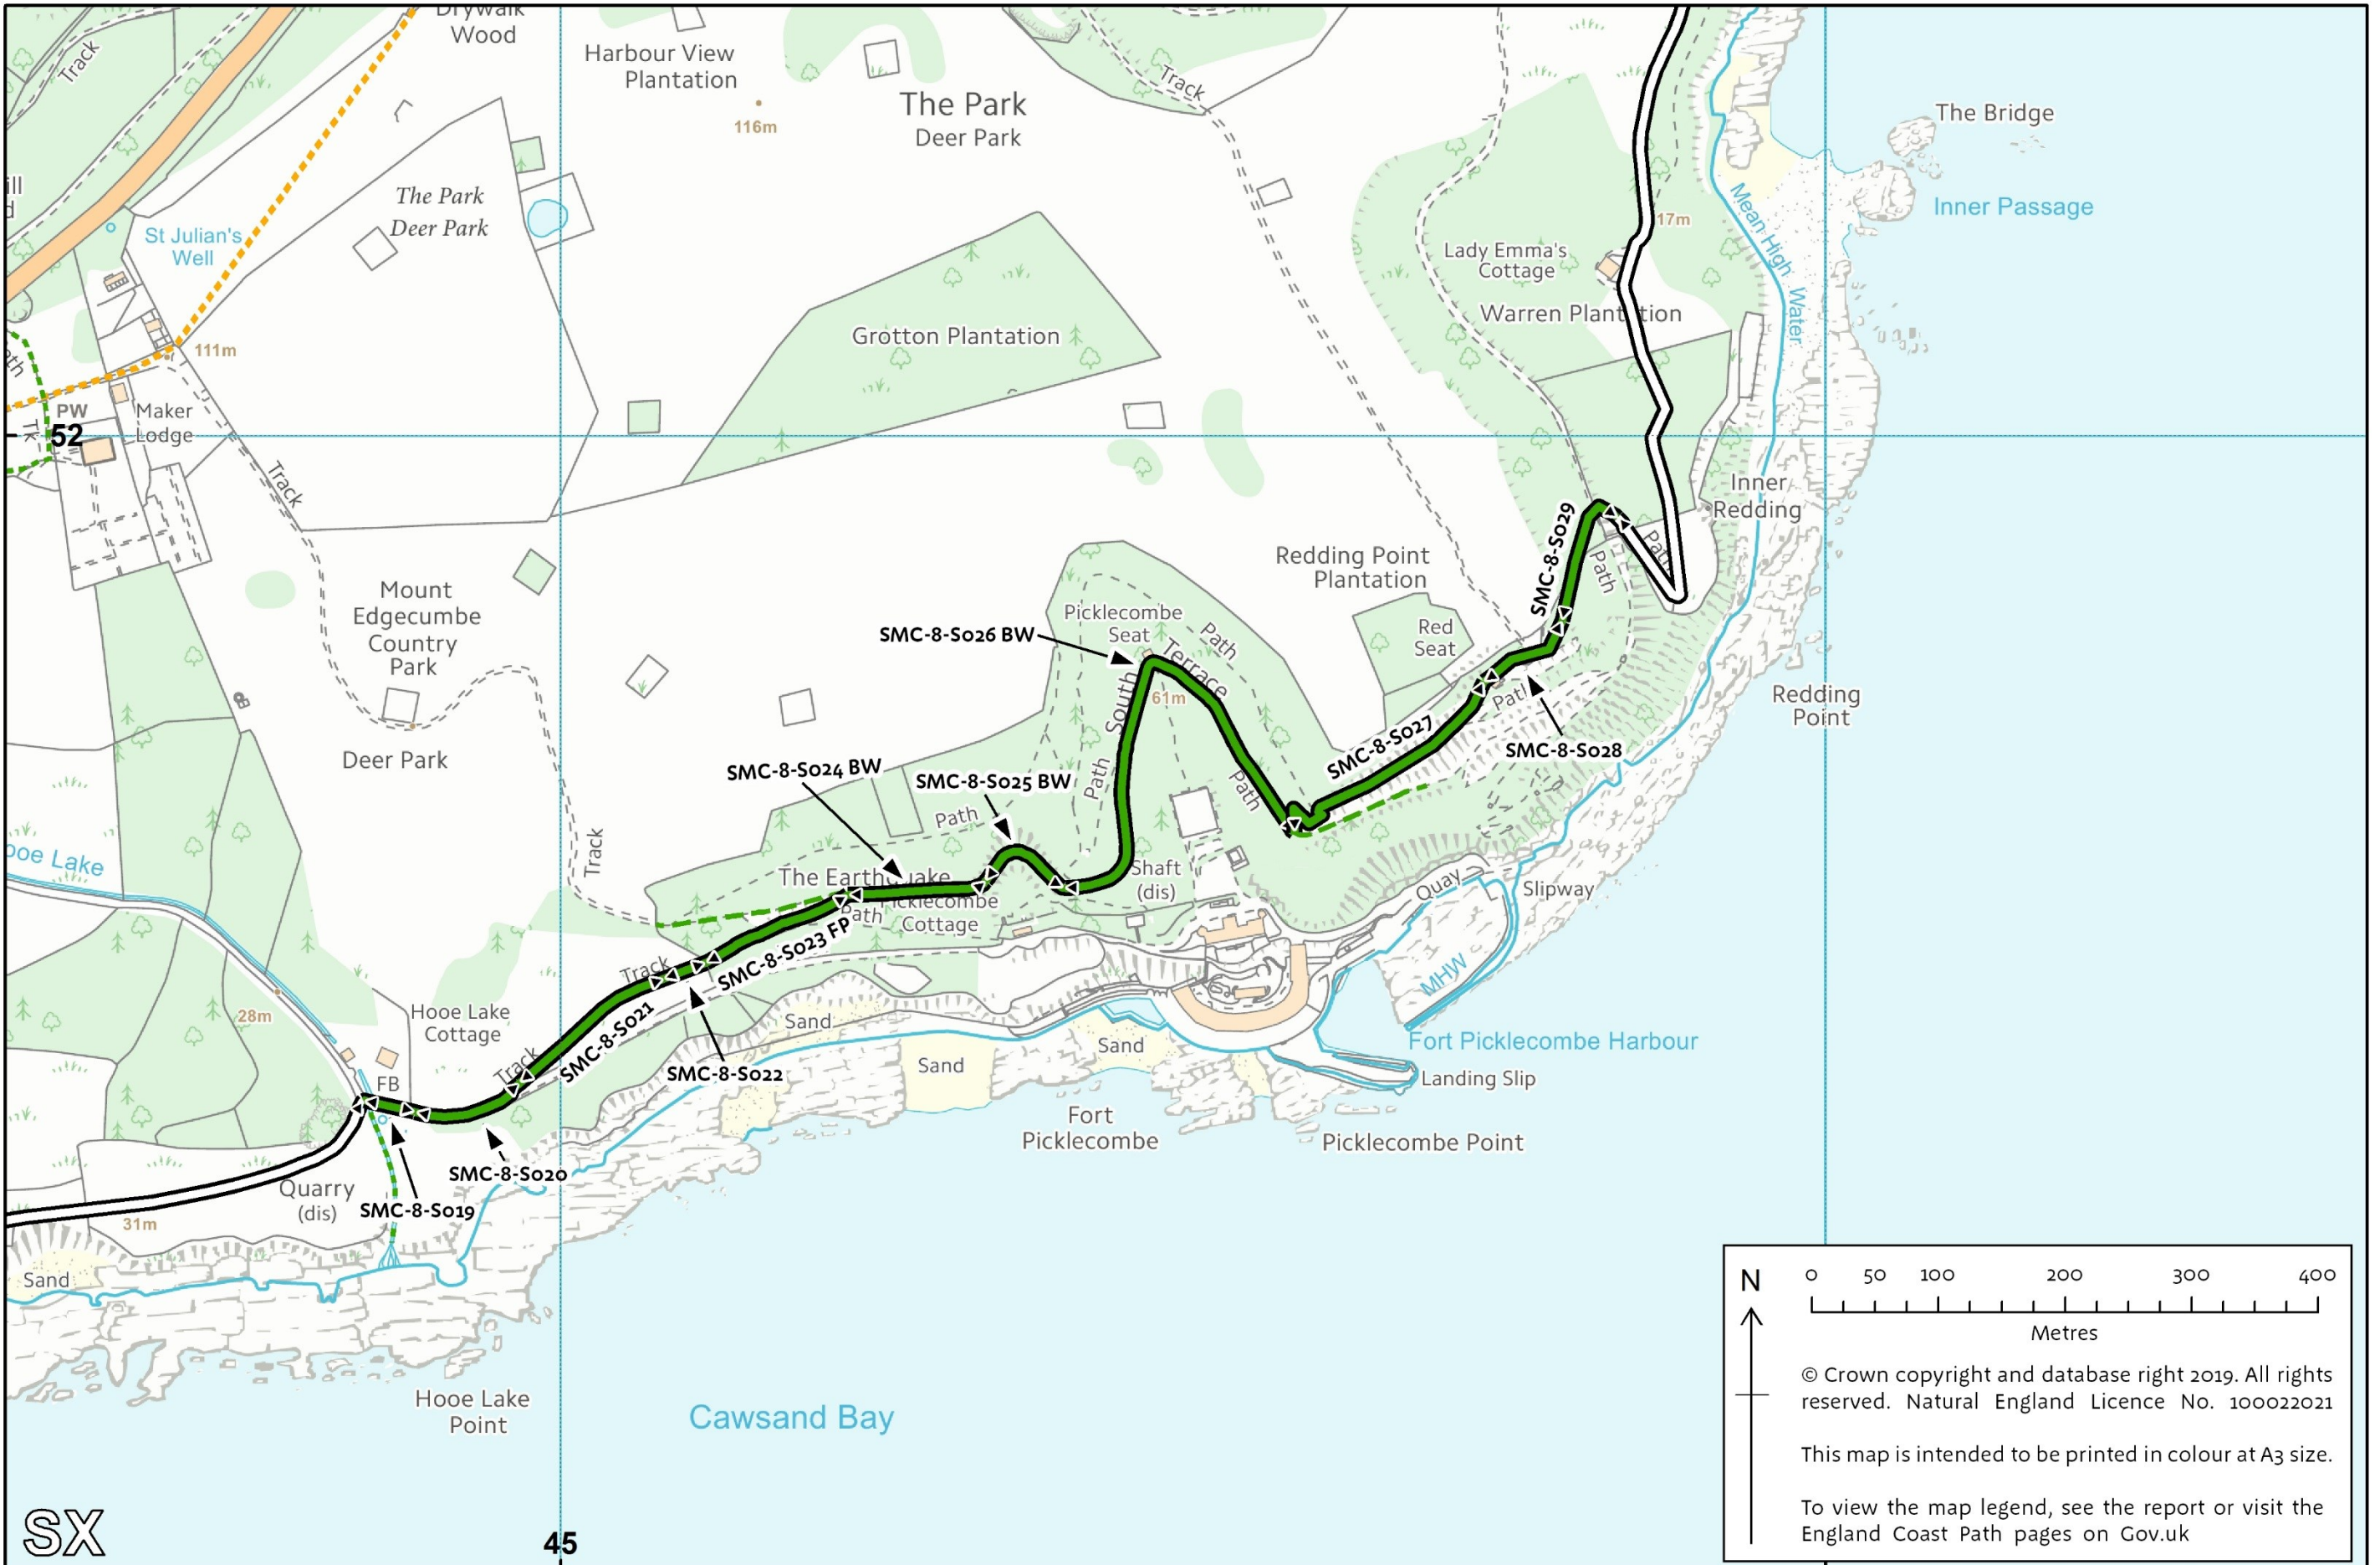 Drywalk
Wood
Harbour View
Plantation
116m
The Park
Deer Park
Track
Track
The Bridge
Inner Passage
Mean High Water
17m
The Park
Deer Park
St Julian's
Well
Lady Emma's
Cottage
Warren Plantation
Grotton Plantation
111m
PW
Maker
Lodge
Tk
52
Track
Inner
Redding
Path
Path
SMC-8-S029
Redding Point
Plantation
Mount
Edgecumbe
Country
Park
Picklecombe
Seat
Path
Terrace
South
Path
61m
SMC-8-S026 BW
Red
Seat
Redding
Point
Path
SMC-8-S028
SMC-8-S027
Deer Park
SMC-8-S024 BW
SMC-8-S025 BW
Path
Path
Track
The Earthquake
Picklecombe
Cottage
Path
Shaft
(dis)
Quay
Slipway
MHW
ooe Lake
SMC-8-S023 FP
Track
SMC-8-S021
SMC-8-S022
28m
Hooe Lake
Cottage
Track
FB
Sand
Sand
Sand
Fort Picklecombe Harbour
Landing Slip
Fort
Picklecombe
Picklecombe Point
SMC-8-S020
SMC-8-S019
Quarry
(dis)
31m
Sand
Hooe Lake
Point
Cawsand Bay
SX
45
N
0 50 100 200 300 400
Metres
© Crown copyright and database right 2019. All rights
reserved. Natural England Licence No. 100022021
This map is intended to be printed in colour at A3 size.
To view the map legend, see the report or visit the
England Coast Path pages on Gov.uk